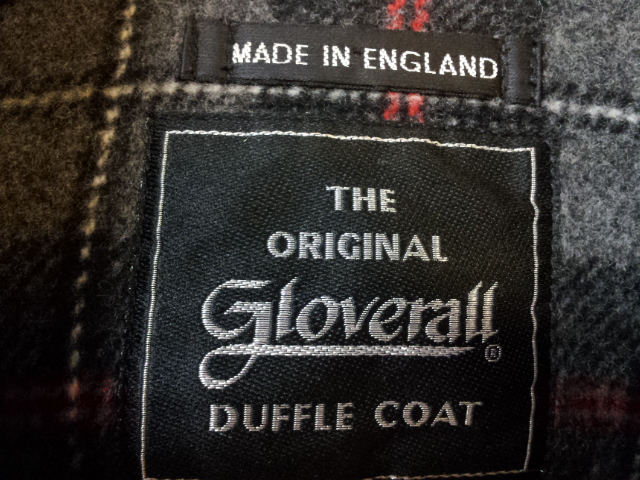 MADE IN ENGLAND
THE
ORIGINAL
Gloverall®
DUFFLE COAT